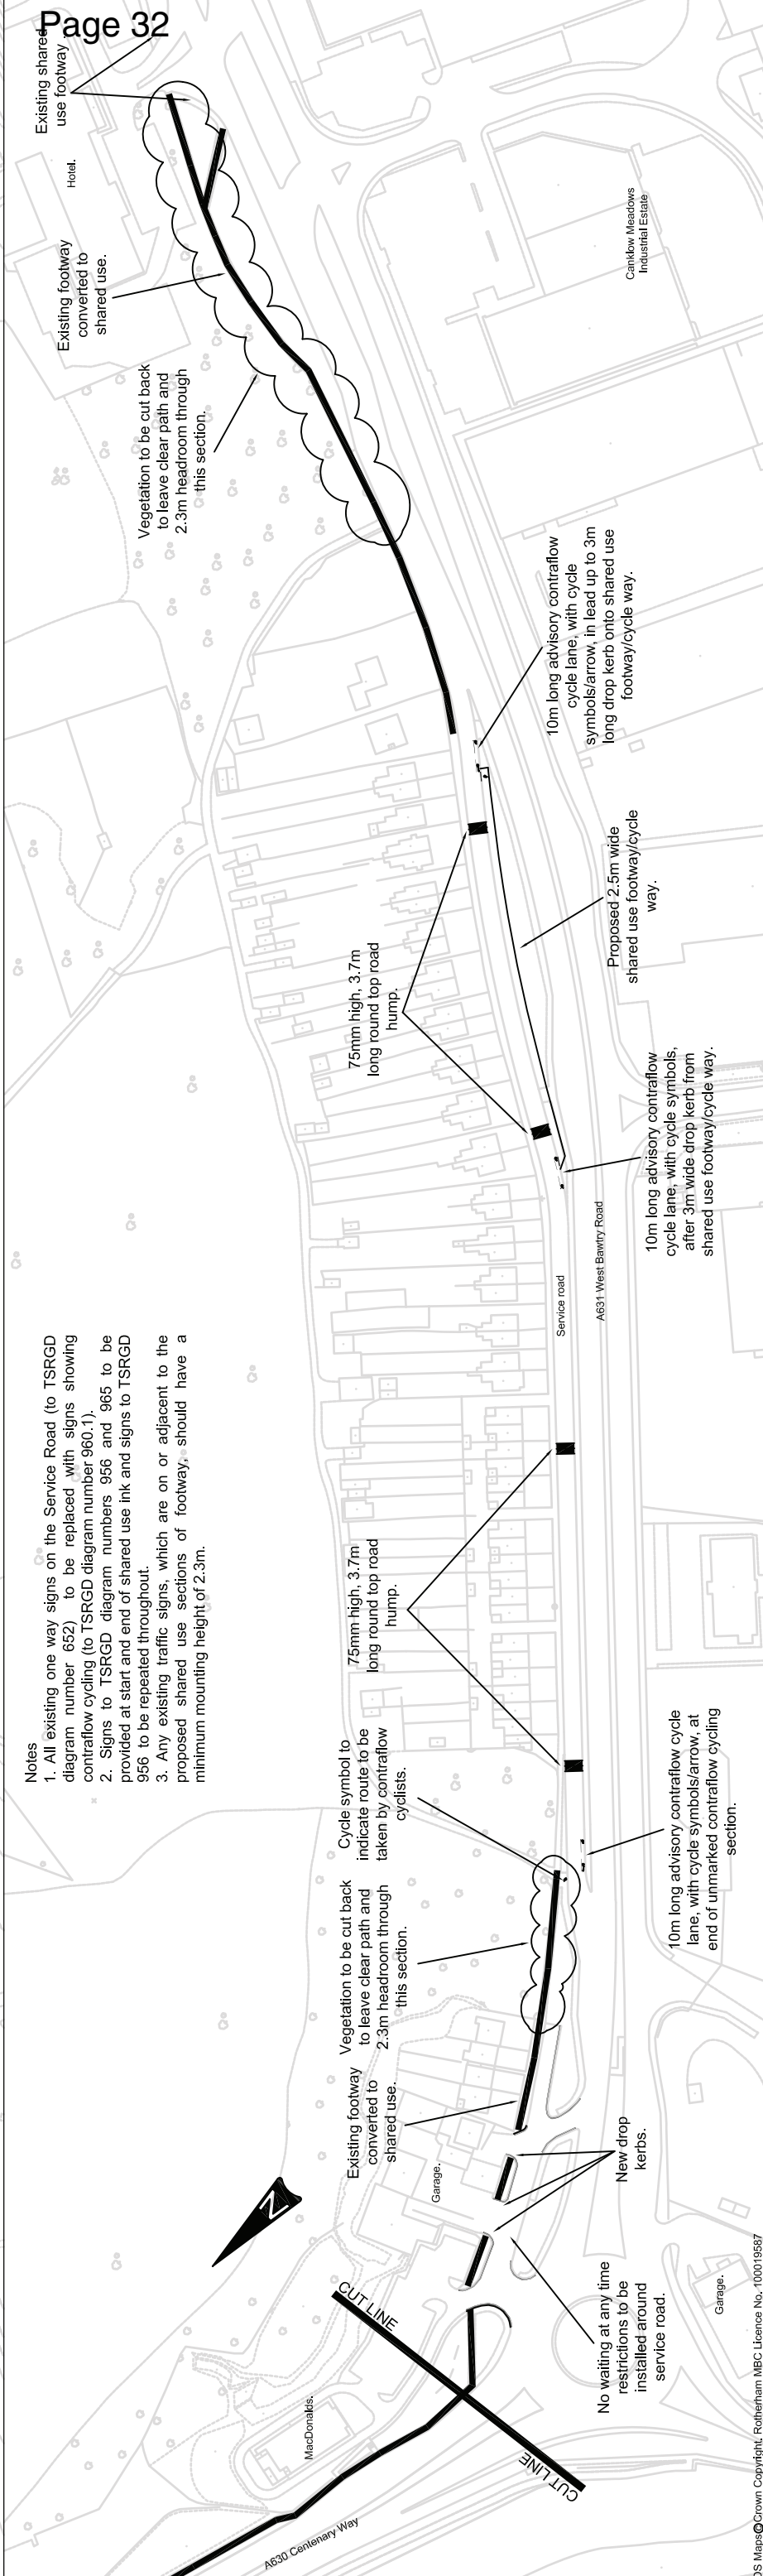 Page 32
Existing shared
use footway
Hotel.
Existing footway
converted to
shared use.
Vegetation to be cut back
to leave clear path and
2.3m headroom through
this section.
Canklow Meadows
Industrial Estate
10m long advisory contraflow
cycle lane, with cycle
symbols/arrow, in lead up to 3m
long drop kerb onto shared use
footway/cycle way.
Proposed 2.5m wide
shared use footway/cycle
way.
75mm high, 3.7m
long round top road
hump.
10m long advisory contraflow
cycle lane, with cycle symbols,
after 3m wide drop kerb from
shared use footway/cycle way.
Service road
A631 West Bawtry Road
Notes
1. All existing one way signs on the Service Road (to TSRGD
diagram number 652) to be replaced with signs showing
contraflow cycling (to TSRGD diagram number 960.1).
2. Signs to TSRGD diagram numbers 956 and 965 to be
provided at start and end of shared use ink and signs to TSRGD
956 to be repeated throughout.
3. Any existing traffic signs, which are on or adjacent to the
proposed shared use sections of footway, should have a
minimum mounting height of 2.3m.
75mm high, 3.7m
long round top road
hump.
Cycle symbol to
indicate route to be
taken by contraflow
cyclists.
10m long advisory contraflow cycle
lane, with cycle symbols/arrow, at
end of unmarked contraflow cycling
section.
Vegetation to be cut back
to leave clear path and
2.3m headroom through
this section.
Existing footway
converted to
shared use.
Garage.
New drop
kerbs.
N
No waiting at any time
restrictions to be
installed around
service road.
Garage.
CUT LINE
CUT LINE
MacDonalds.
A630 Centenary Way
OS Maps©Crown Copyright. Rotherham MBC Licence No. 100019587